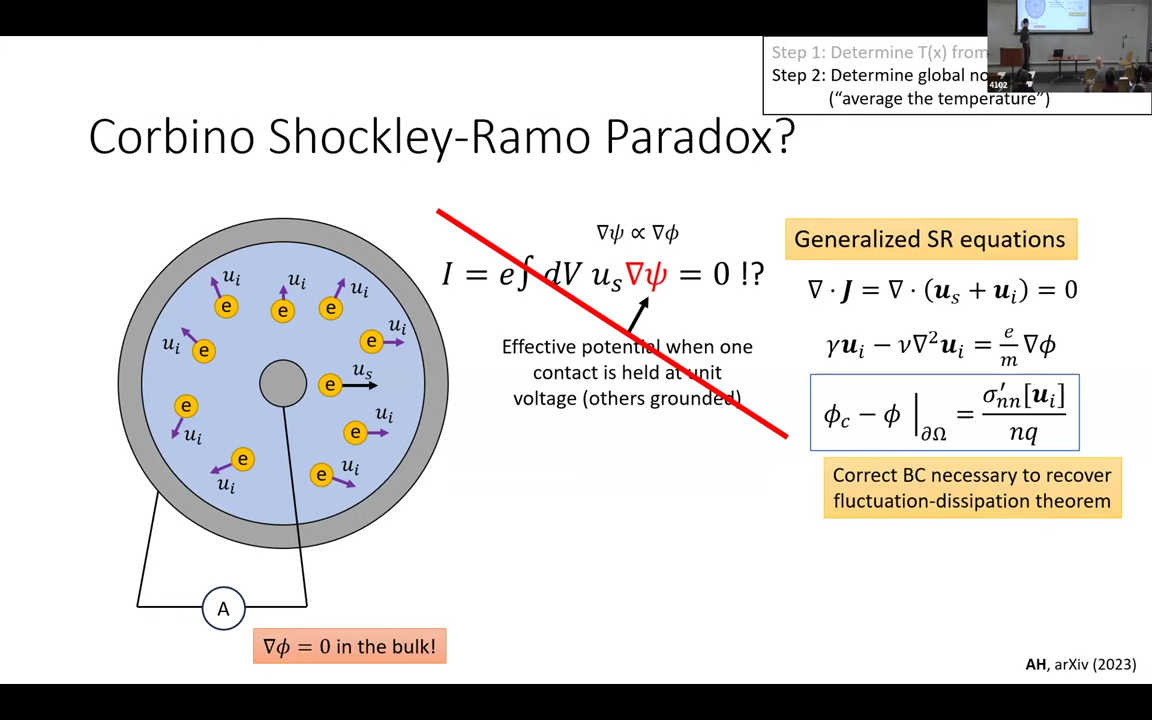 Step 1: Determine T(x) from
Step 2: Determine global no
("average the temperature")
4102
Corbino Shockley-Ramo Paradox?
∇ψ ∝ ∇ϕ
I = e∫ dV u_s∇ψ = 0 !?
Effective potential when one
contact is held at unit
voltage (others grounded)
Generalized SR equations
∇ · J = ∇ · (u_s + u_i) = 0
γu_i − ν∇²u_i = e/m ∇ϕ
ϕ_c − ϕ |_∂Ω = σ′_nn[u_i] / nq
Correct BC necessary to recover
fluctuation-dissipation theorem
u_i
u_i
u_i
e
e
e
u_i
e
u_i
e
u_s
e
e
u_i
u_i
e
e
u_i
e
u_i
A
∇ϕ = 0 in the bulk!
AH, arXiv (2023)